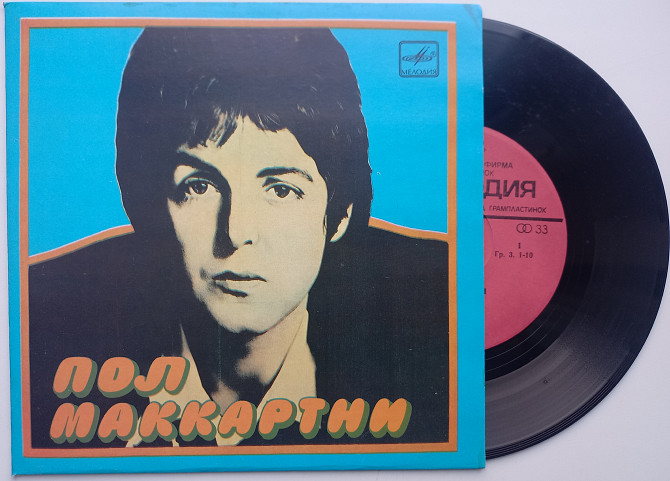 МЕЛОДИЯ
ПОЛ
МАККАРТНИ
ФИРМА
ДИЯ
ГРАМПЛАСТИНОК
33
1
Гр. 3. 1-10